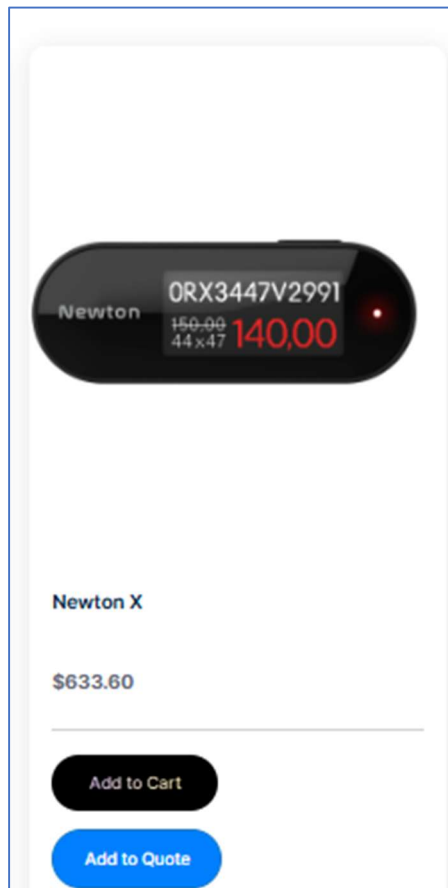 Newton
0RX3447V2991
150,00
44x47
140,00
Newton X
$633.60
Add to Cart
Add to Quote